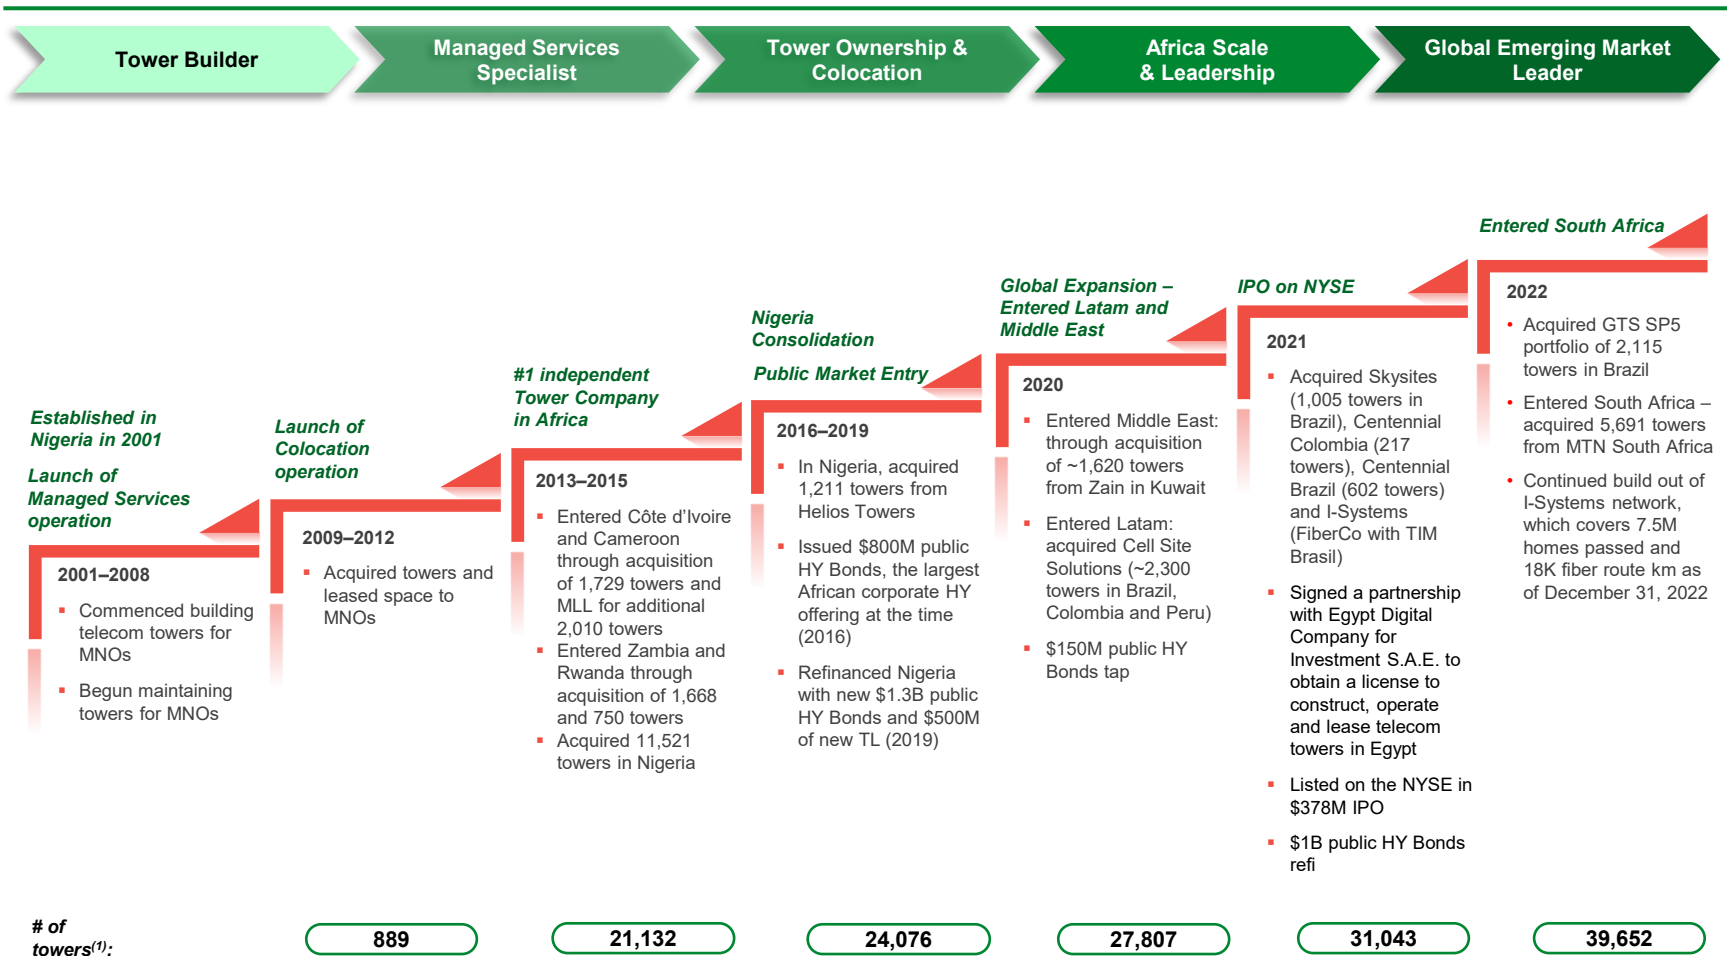 Tower Builder
Managed Services
Specialist
Tower Ownership &
Colocation
Africa Scale
& Leadership
Global Emerging Market
Leader
Established in
Nigeria in 2001
Launch of
Managed Services
operation
2001–2008
▪ Commenced building
telecom towers for
MNOs
▪ Begun maintaining
towers for MNOs
Launch of
Colocation
operation
2009–2012
▪ Acquired towers and
leased space to
MNOs
#1 independent
Tower Company
in Africa
2013–2015
▪ Entered Côte d’Ivoire
and Cameroon
through acquisition
of 1,729 towers and
MLL for additional
2,010 towers
▪ Entered Zambia and
Rwanda through
acquisition of 1,668
and 750 towers
▪ Acquired 11,521
towers in Nigeria
Nigeria
Consolidation
Public Market Entry
2016–2019
▪ In Nigeria, acquired
1,211 towers from
Helios Towers
▪ Issued $800M public
HY Bonds, the largest
African corporate HY
offering at the time
(2016)
▪ Refinanced Nigeria
with new $1.3B public
HY Bonds and $500M
of new TL (2019)
Global Expansion –
Entered Latam and
Middle East
2020
▪ Entered Middle East:
through acquisition
of ~1,620 towers
from Zain in Kuwait
▪ Entered Latam:
acquired Cell Site
Solutions (~2,300
towers in Brazil,
Colombia and Peru)
▪ $150M public HY
Bonds tap
IPO on NYSE
2021
▪ Acquired Skysites
(1,005 towers in
Brazil), Centennial
Colombia (217
towers), Centennial
Brazil (602 towers)
and I-Systems
(FiberCo with TIM
Brasil)
▪ Signed a partnership
with Egypt Digital
Company for
Investment S.A.E. to
obtain a license to
construct, operate
and lease telecom
towers in Egypt
▪ Listed on the NYSE in
$378M IPO
▪ $1B public HY Bonds
refi
Entered South Africa
2022
• Acquired GTS SP5
portfolio of 2,115
towers in Brazil
• Entered South Africa –
acquired 5,691 towers
from MTN South Africa
• Continued build out of
I-Systems network,
which covers 7.5M
homes passed and
18K fiber route km as
of December 31, 2022
# of
towers(1):
889
21,132
24,076
27,807
31,043
39,652